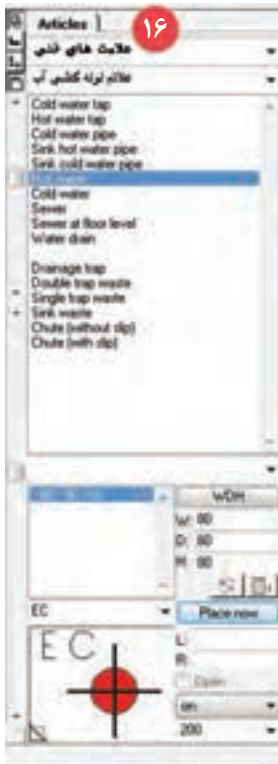 Articles
۱۶
علامت های فنی
علائم لوله کشی آب
Cold water tap
Hot water tap
Cold water pipe
Sink hot water pipe
Sink cold water pipe
Hot water
Cold water
Sewer
Sewer at floor level
Water drain
Drainage trap
Double trap waste
Single trap waste
Sink waste
Chute (without slip)
Chute (with slip)
WDH
W: 80
D: 80
H: 80
EC
Place now
EC
L:
R:
Open
on
200